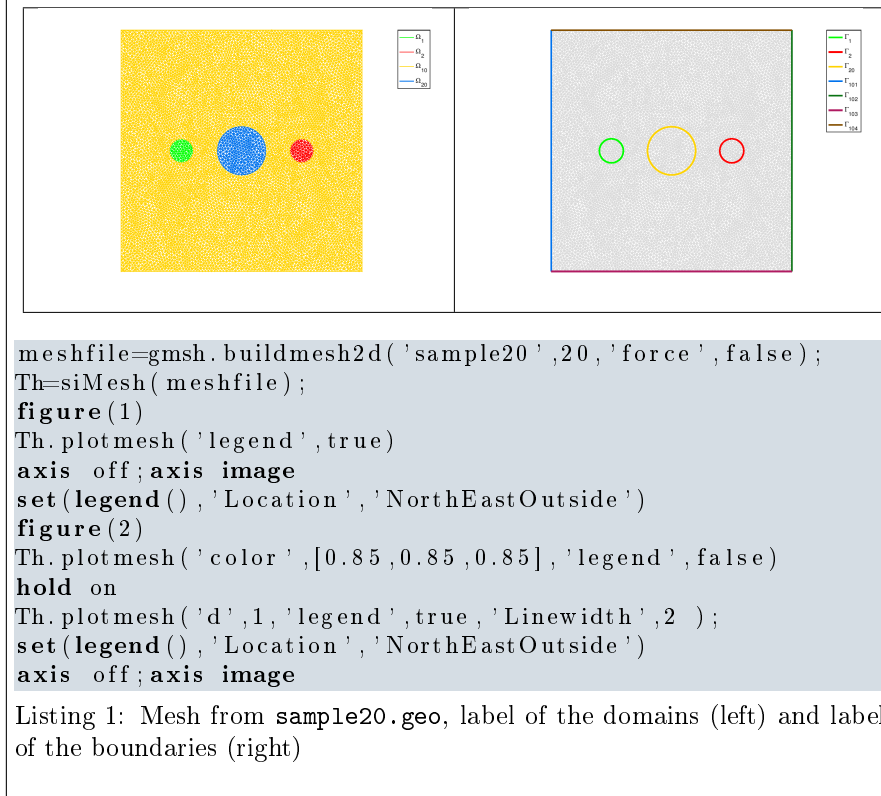 Ω1
Ω2
Ω10
Ω20
Γ1
Γ2
Γ20
Γ101
Γ102
Γ103
Γ104
meshfile=gmsh.buildmesh2d('sample20',20,'force',false);
Th=siMesh(meshfile);
figure(1)
Th.plotmesh('legend',true)
axis off;axis image
set(legend(),'Location','NorthEastOutside')
figure(2)
Th.plotmesh('color',[0.85,0.85,0.85],'legend',false)
hold on
Th.plotmesh('d',1,'legend',true,'Linewidth',2 );
set(legend(),'Location','NorthEastOutside')
axis off;axis image
Listing 1: Mesh from sample20.geo, label of the domains (left) and label
of the boundaries (right)